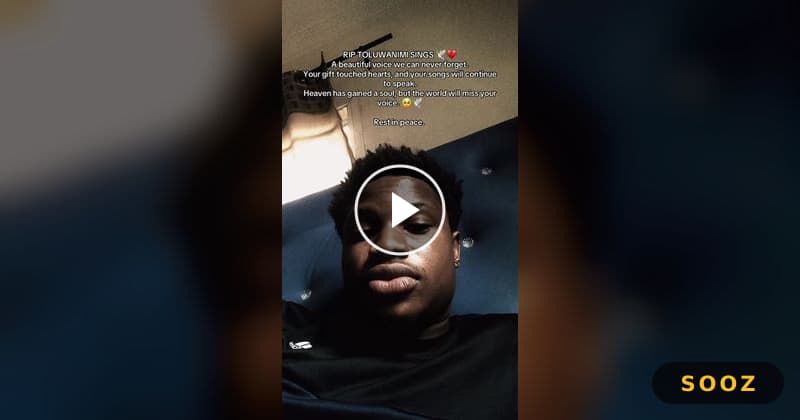 RIP TOLUWANIMI SINGS 🕊️💔
A beautiful voice we can never forget.
Your gift touched hearts, and your songs will continue
to speak.
Heaven has gained a soul, but the world will miss your
voice. 🥺🕊️
Rest in peace.
SOOZ